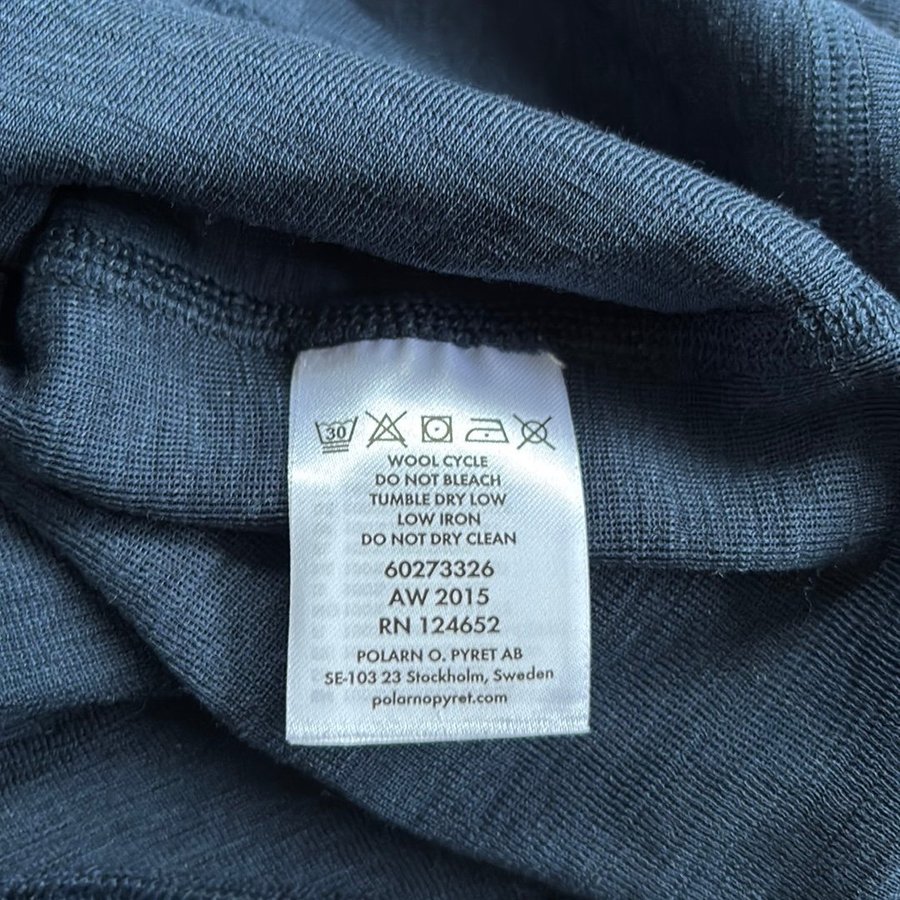 30
WOOL CYCLE
DO NOT BLEACH
TUMBLE DRY LOW
LOW IRON
DO NOT DRY CLEAN
60273326
AW 2015
RN 124652
POLARN O. PYRET AB
SE-103 23 Stockholm, Sweden
polarnopyret.com